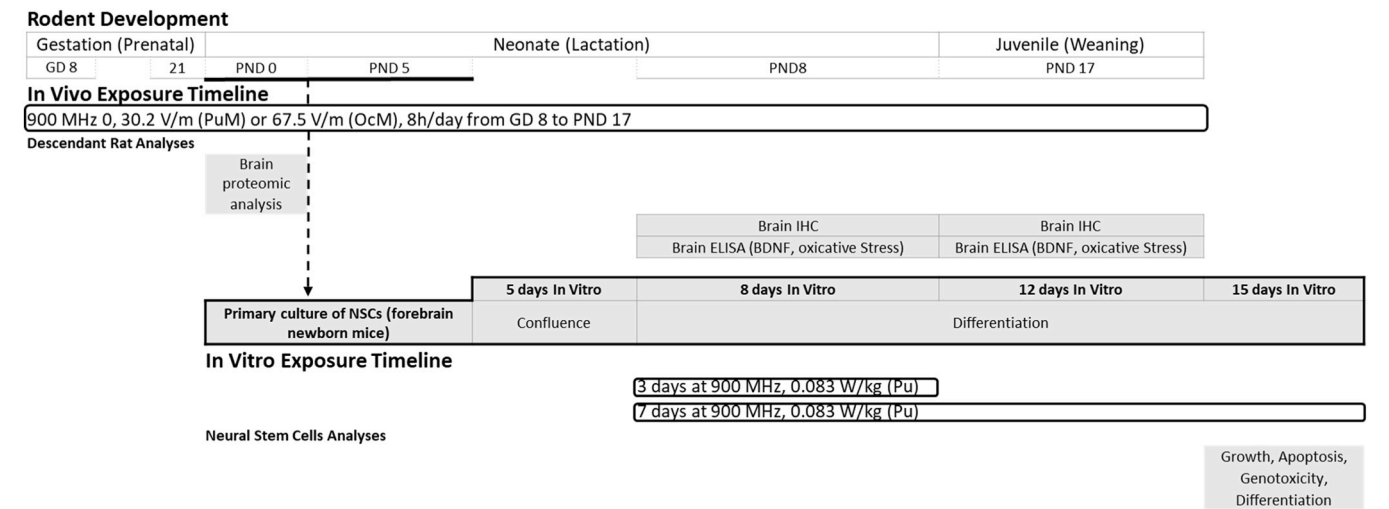 Rodent Development
Gestation (Prenatal) Neonate (Lactation) Juvenile (Weaning)
GD 8 21 PND 0 PND 5 PND8 PND 17
In Vivo Exposure Timeline
900 MHz 0, 30.2 V/m (PuM) or 67.5 V/m (OcM), 8h/day from GD 8 to PND 17
Descendant Rat Analyses
Brain
proteomic
analysis
Brain IHC Brain IHC
Brain ELISA (BDNF, oxicative Stress) Brain ELISA (BDNF, oxicative Stress)
5 days In Vitro 8 days In Vitro 12 days In Vitro 15 days In Vitro
Primary culture of NSCs (forebrain
newborn mice)
Confluence Differentiation
In Vitro Exposure Timeline
3 days at 900 MHz, 0.083 W/kg (Pu)
7 days at 900 MHz, 0.083 W/kg (Pu)
Neural Stem Cells Analyses
Growth, Apoptosis,
Genotoxicity,
Differentiation